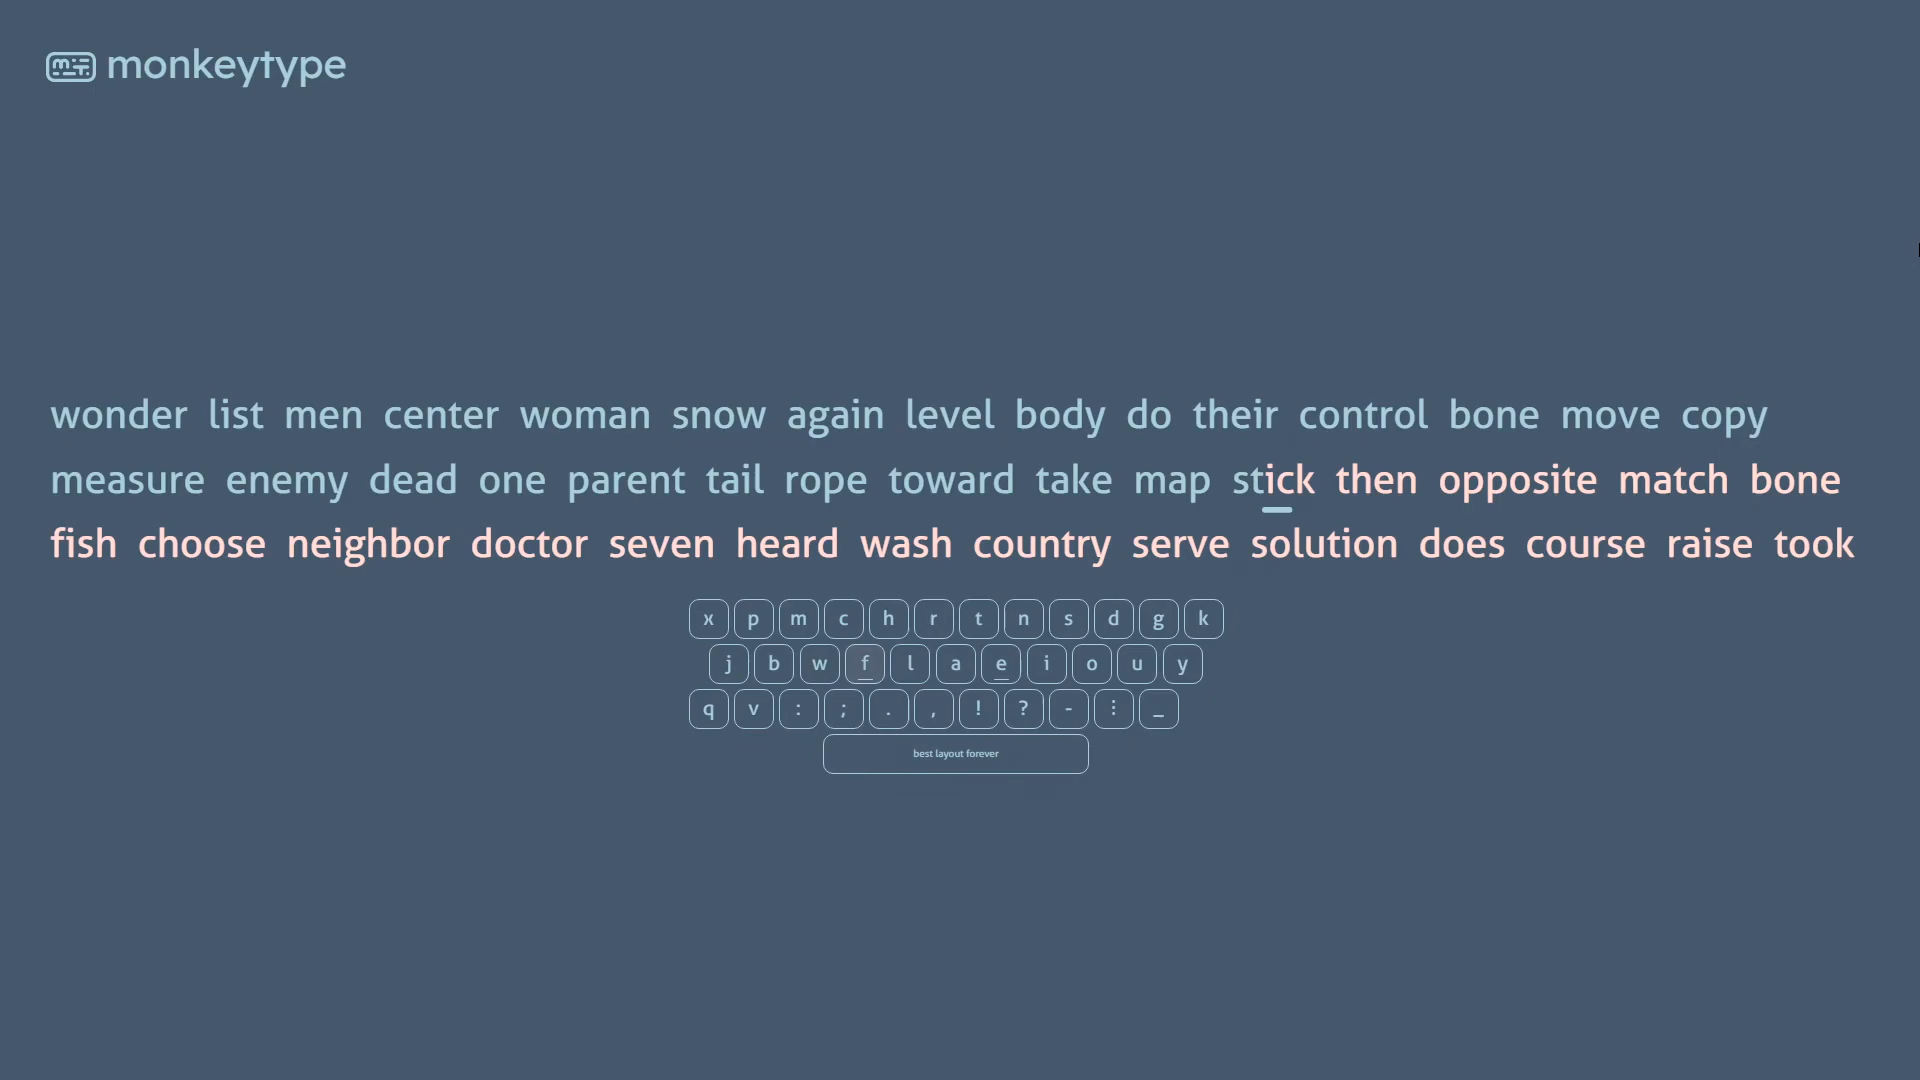 monkeytype
wonder list men center woman snow again level body do their control bone move copy
measure enemy dead one parent tail rope toward take map stick then opposite match bone
fish choose neighbor doctor seven heard wash country serve solution does course raise took
x p m c h r t n s d g k
j b w f l a e i o u y
q v : ; . , ! ? - ⋮ _
best layout forever